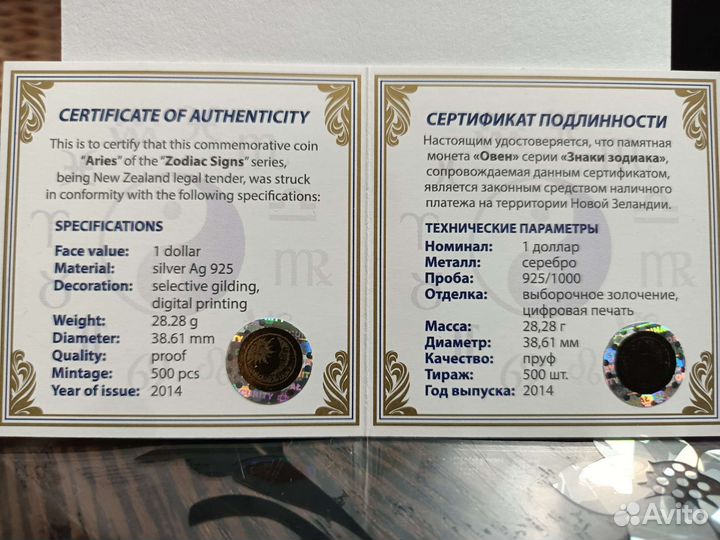 CERTIFICATE OF AUTHENTICITY
This is to certify that this commemorative coin
"Aries" of the "Zodiac Signs" series,
being New Zealand legal tender, was struck
in conformity with the following specifications:
SPECIFICATIONS
Face value: 1 dollar
Material: silver Ag 925
Decoration: selective gilding,
digital printing
Weight: 28.28 g
Diameter: 38.61 mm
Quality: proof
Mintage: 500 pcs
Year of issue: 2014
СЕРТИФИКАТ ПОДЛИННОСТИ
Настоящим удостоверяется, что памятная
монета «Овен» серии «Знаки зодиака»,
сопровождаемая данным сертификатом,
является законным средством наличного
платежа на территории Новой Зеландии.
ТЕХНИЧЕСКИЕ ПАРАМЕТРЫ
Номинал: 1 доллар
Металл: серебро
Проба: 925/1000
Отделка: выборочное золочение,
цифровая печать
Масса: 28,28 г
Диаметр: 38,61 мм
Качество: пруф
Тираж: 500 шт.
Год выпуска: 2014
Avito